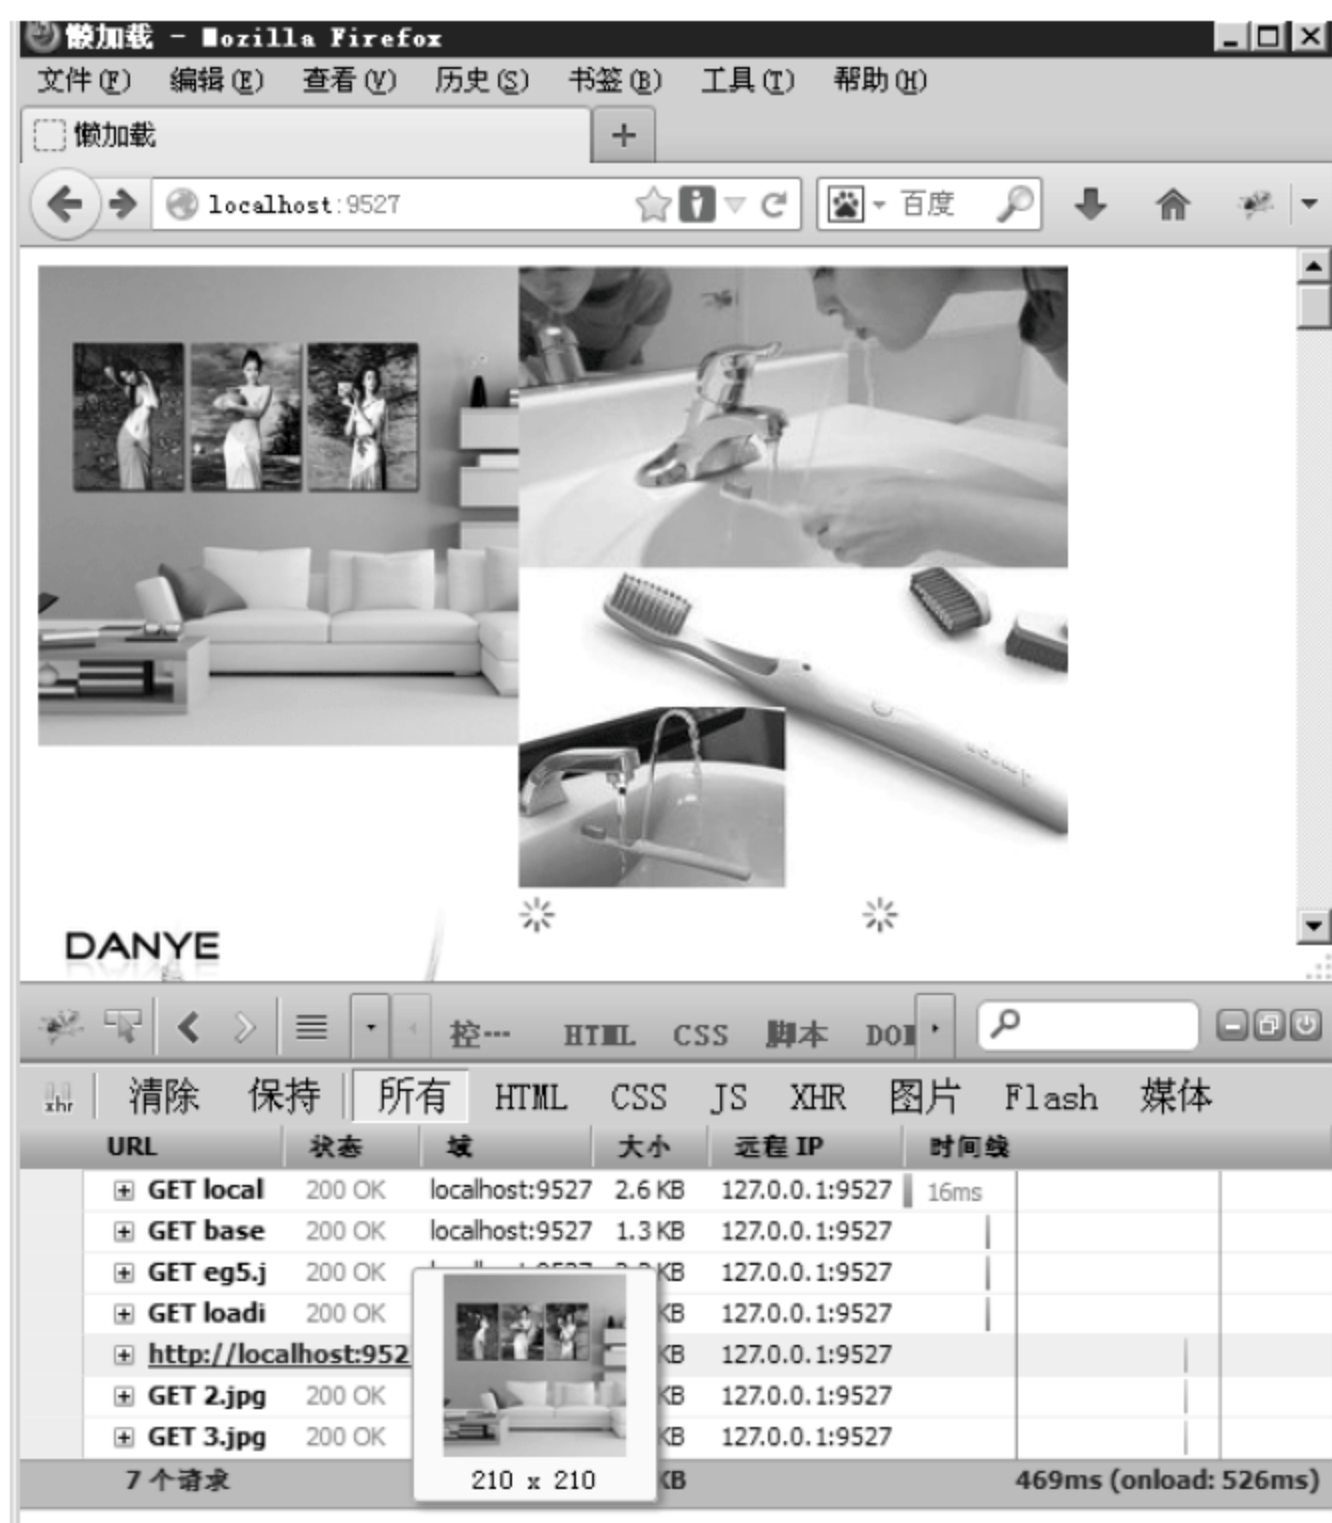 懒加载 - Mozilla Firefox
文件(F) 编辑(E) 查看(V) 历史(S) 书签(B) 工具(T) 帮助(H)
懒加载
localhost:9527 百度
DANYE
控… HTML CSS 脚本 DOM
xhr 清除 保持 所有 HTML CSS JS XHR 图片 Flash 媒体
URL 状态 域 大小 远程 IP 时间线
GET local 200 OK localhost:9527 2.6 KB 127.0.0.1:9527 16ms
GET base 200 OK localhost:9527 1.3 KB 127.0.0.1:9527
GET eg5.j 200 OK KB 127.0.0.1:9527
GET loadi 200 OK KB 127.0.0.1:9527
http://localhost:952 KB 127.0.0.1:9527
GET 2.jpg 200 OK KB 127.0.0.1:9527
GET 3.jpg 200 OK KB 127.0.0.1:9527
210 x 210
7 个请求 KB 469ms (onload: 526ms)